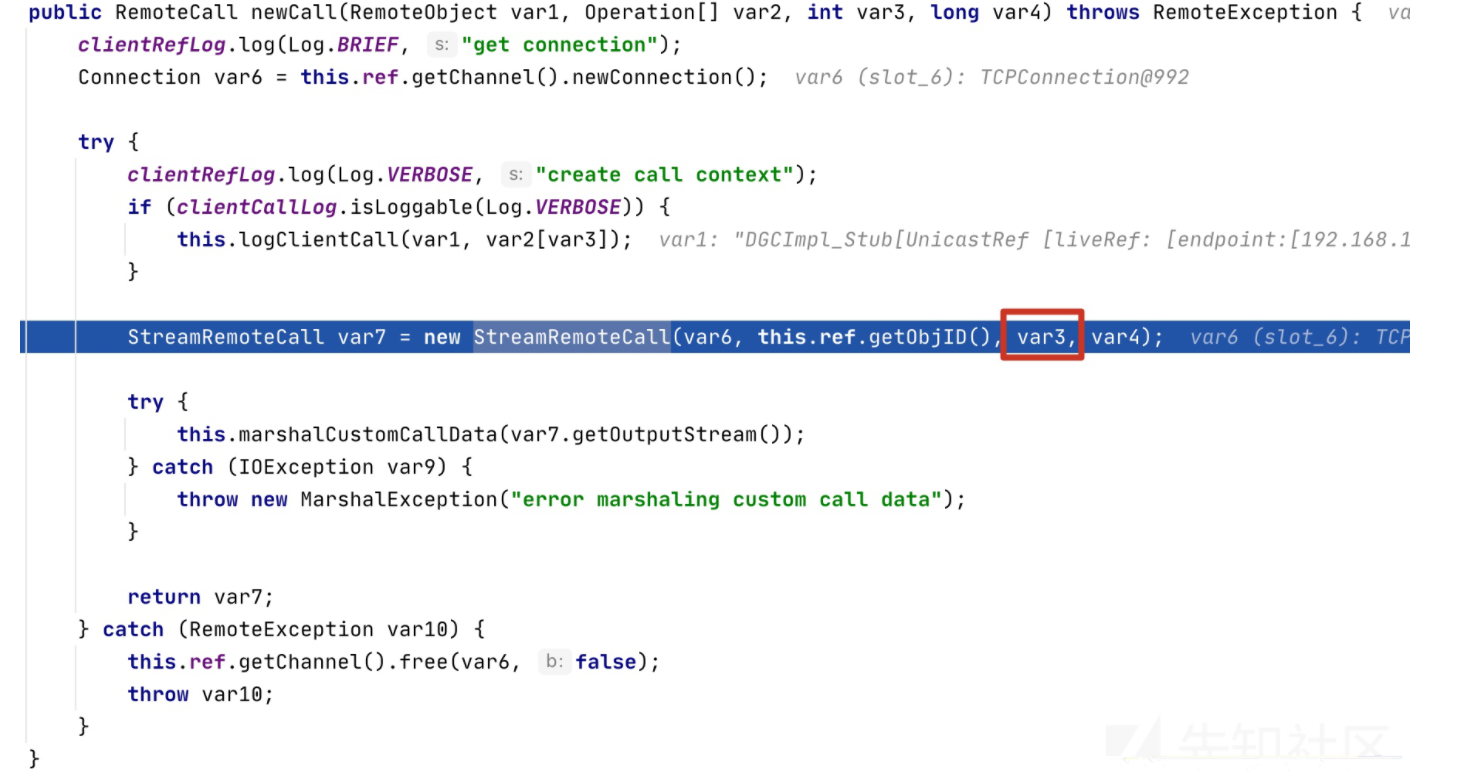 public RemoteCall newCall(RemoteObject var1, Operation[] var2, int var3, long var4) throws RemoteException {  va
clientRefLog.log(Log.BRIEF, s: "get connection");
Connection var6 = this.ref.getChannel().newConnection();  var6 (slot_6): TCPConnection@992
try {
clientRefLog.log(Log.VERBOSE, s: "create call context");
if (clientCallLog.isLoggable(Log.VERBOSE)) {
this.logClientCall(var1, var2[var3]);  var1: "DGCImpl_Stub[UnicastRef [liveRef: [endpoint:[192.168.1
}
StreamRemoteCall var7 = new StreamRemoteCall(var6, this.ref.getObjID(), var3, var4);  var6 (slot_6): TCP
try {
this.marshalCustomCallData(var7.getOutputStream());
} catch (IOException var9) {
throw new MarshalException("error marshaling custom call data");
}
return var7;
} catch (RemoteException var10) {
this.ref.getChannel().free(var6, b: false);
throw var10;
}
}
先知社区